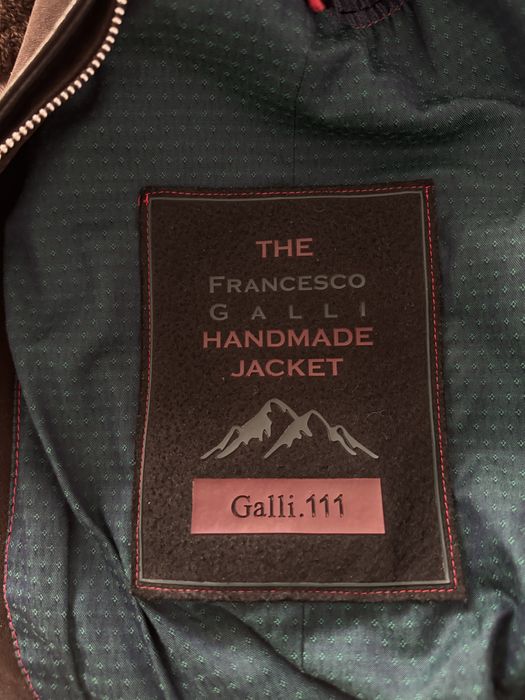 THE
FRANCESCO
GALLI
HANDMADE
JACKET
Galli.111